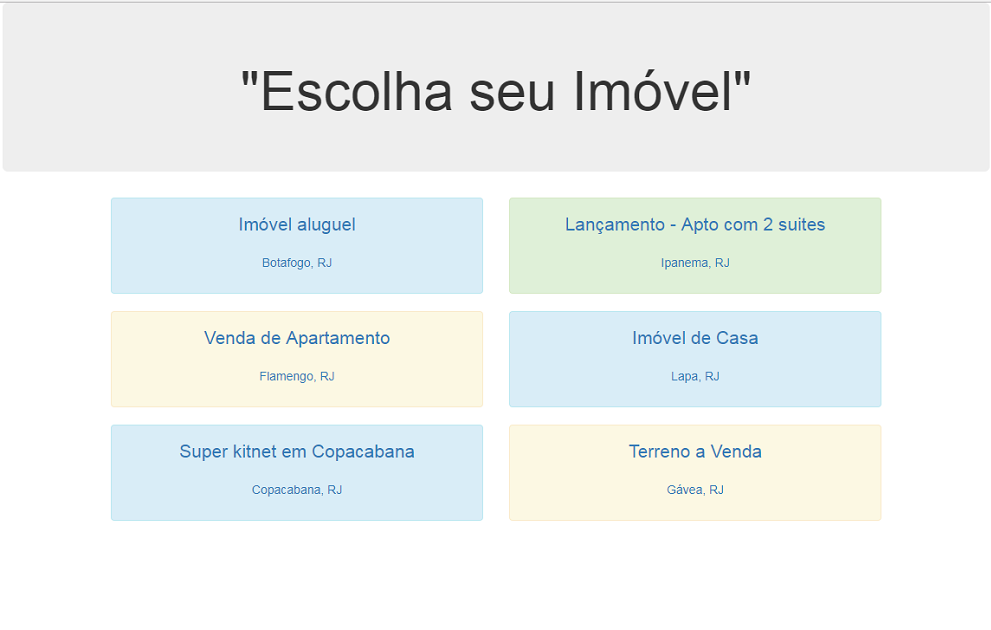 "Escolha seu Imóvel"
Imóvel aluguel
Botafogo, RJ
Lançamento - Apto com 2 suites
Ipanema, RJ
Venda de Apartamento
Flamengo, RJ
Imóvel de Casa
Lapa, RJ
Super kitnet em Copacabana
Copacabana, RJ
Terreno a Venda
Gávea, RJ